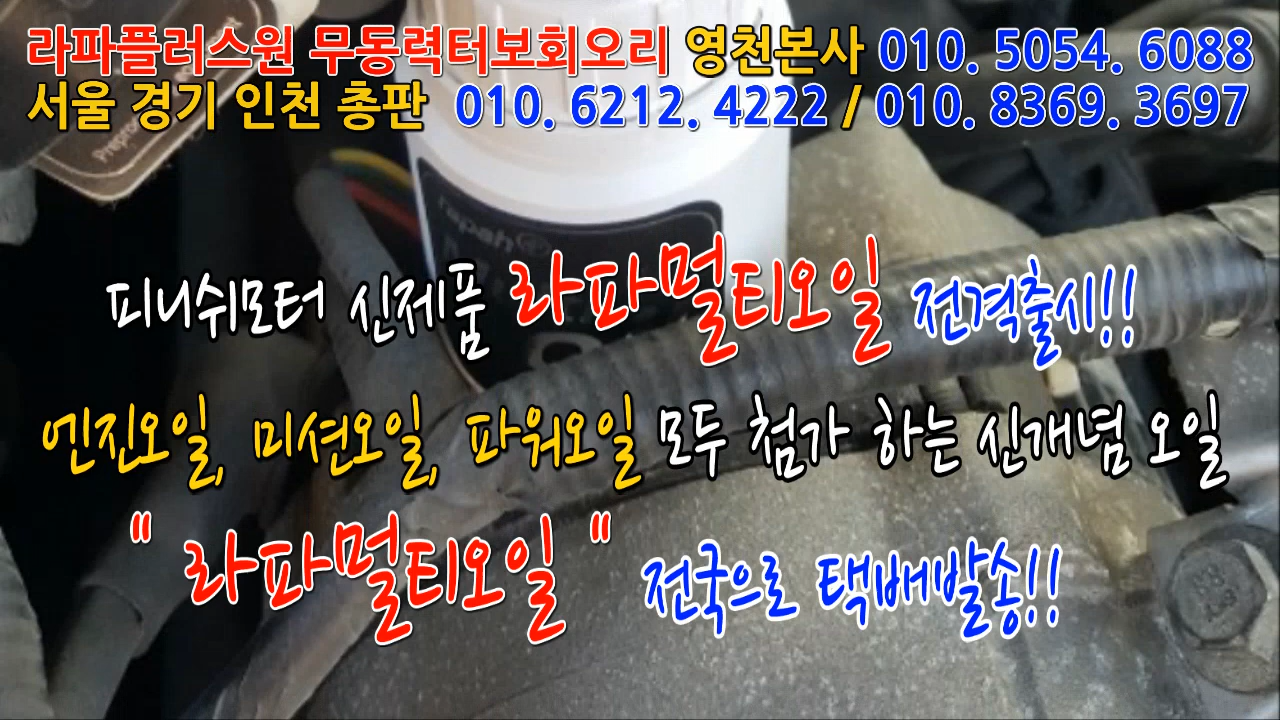 라파플러스원 무동력터보회오리 영천본사 010. 5054. 6088
서울 경기 인천 총판 010. 6212. 4222 / 010. 8369. 3697
rapah
피니쉬모터 신제품 라파멀티오일 전격출시!!
엔진오일, 미션오일, 파워오일 모두 첨가 하는 신개념 오일
" 라파멀티오일 " 전국으로 택배발송!!